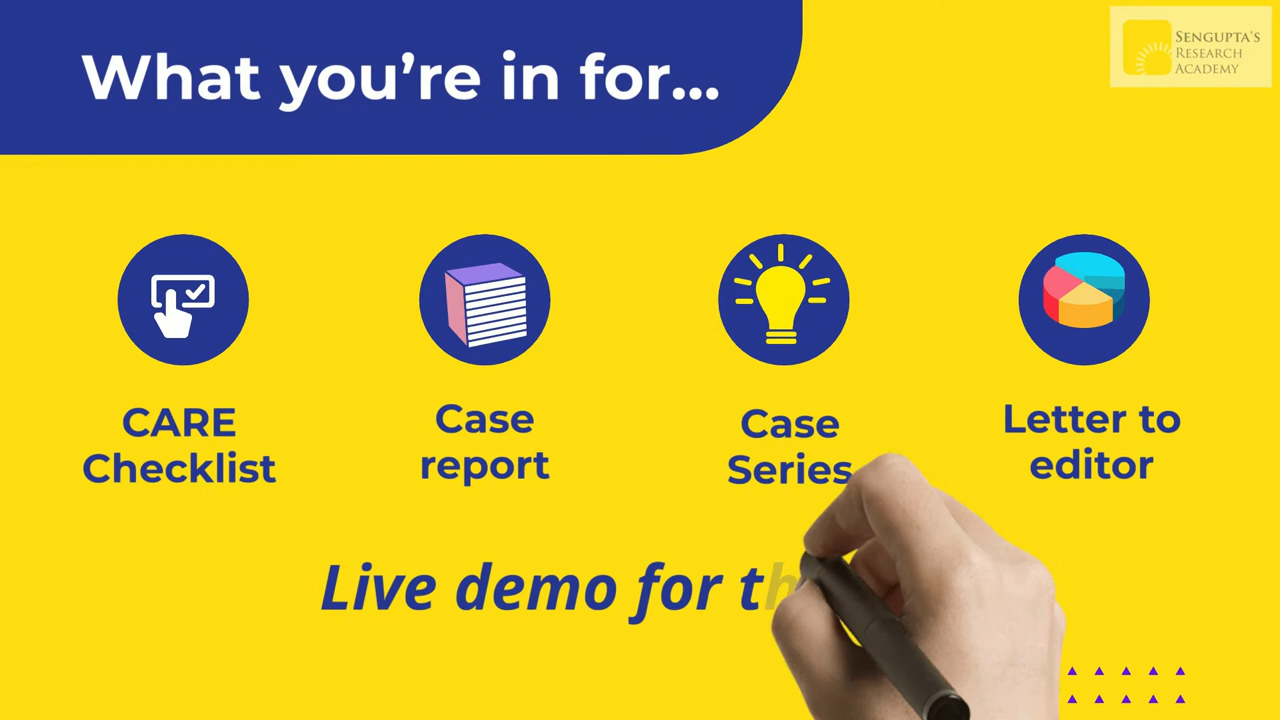 What you’re in for...
SENGUPTA'S
RESEARCH
ACADEMY
CARE
Checklist
Case
report
Case
Series
Letter to
editor
Live demo for